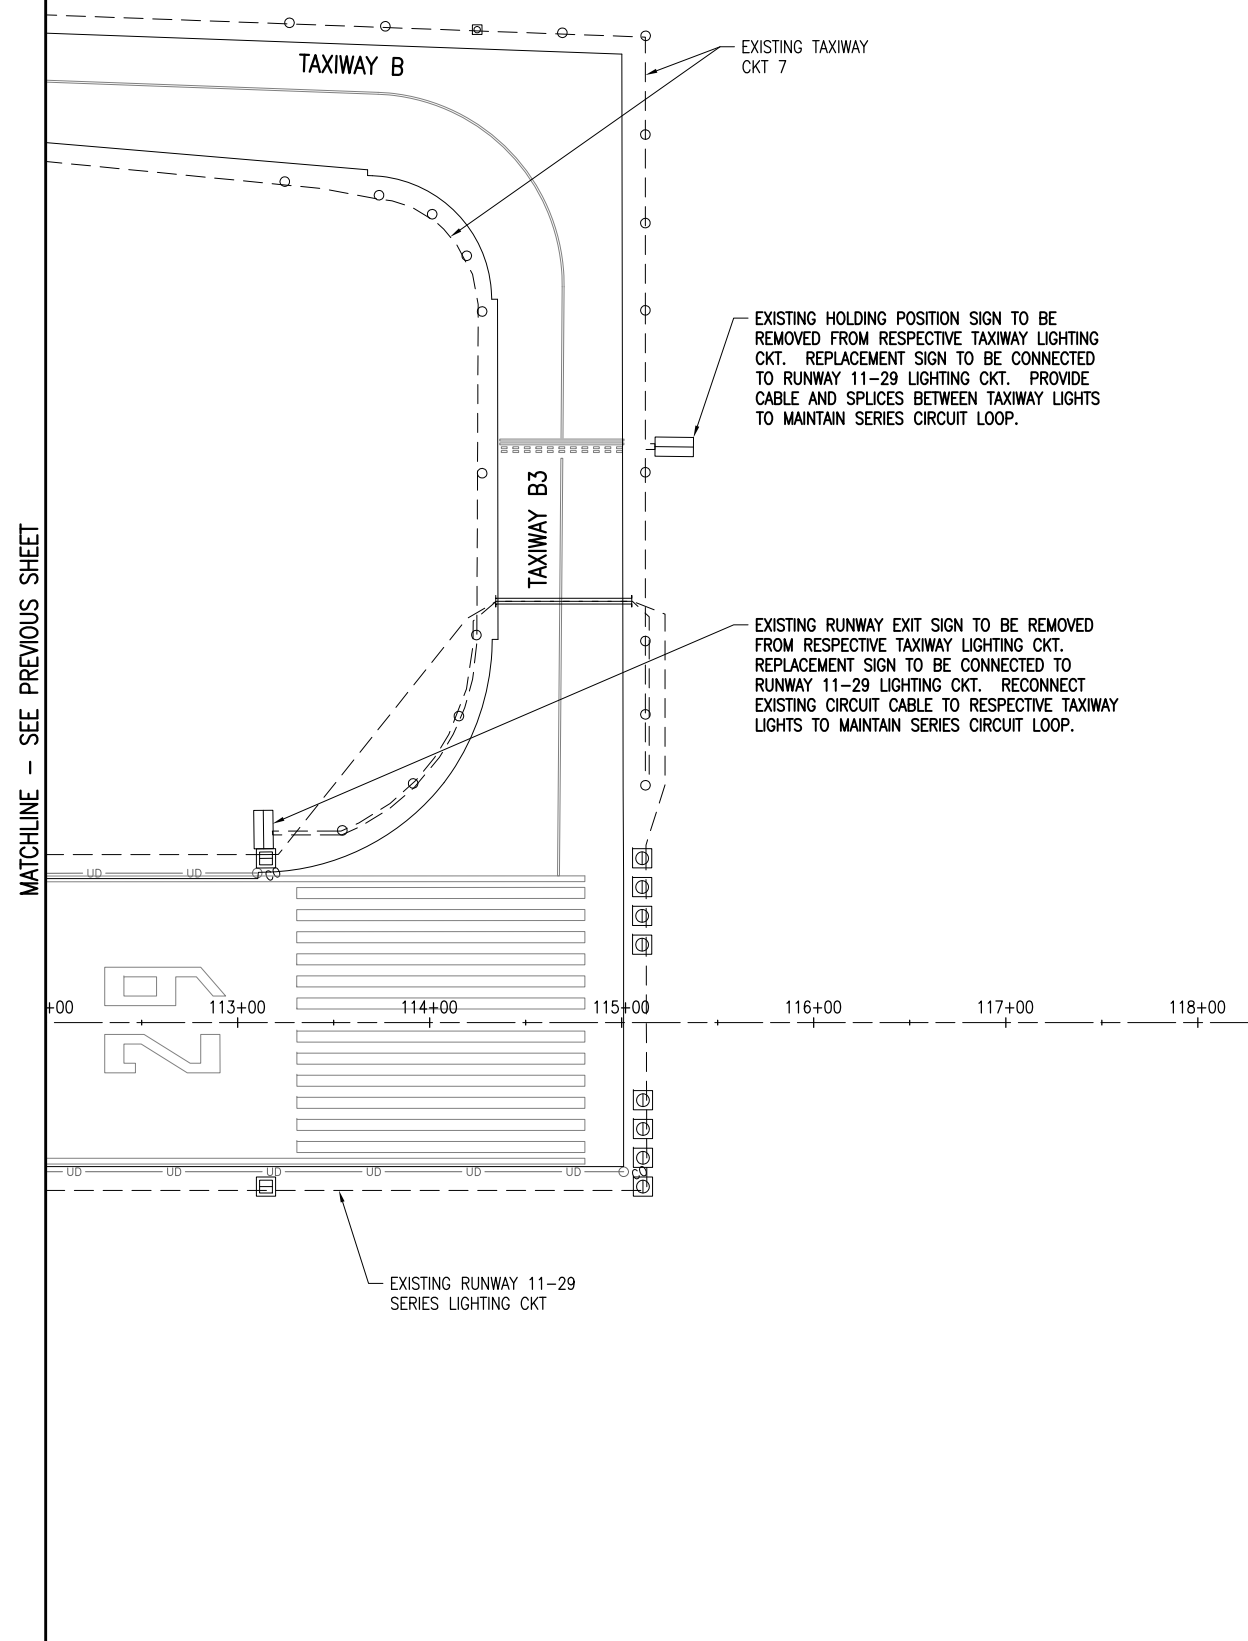 TAXIWAY B
EXISTING TAXIWAY
CKT 7
EXISTING HOLDING POSITION SIGN TO BE
REMOVED FROM RESPECTIVE TAXIWAY LIGHTING
CKT. REPLACEMENT SIGN TO BE CONNECTED
TO RUNWAY 11-29 LIGHTING CKT. PROVIDE
CABLE AND SPLICES BETWEEN TAXIWAY LIGHTS
TO MAINTAIN SERIES CIRCUIT LOOP.
TAXIWAY B3
MATCHLINE - SEE PREVIOUS SHEET
EXISTING RUNWAY EXIT SIGN TO BE REMOVED
FROM RESPECTIVE TAXIWAY LIGHTING CKT.
REPLACEMENT SIGN TO BE CONNECTED TO
RUNWAY 11-29 LIGHTING CKT. RECONNECT
EXISTING CIRCUIT CABLE TO RESPECTIVE TAXIWAY
LIGHTS TO MAINTAIN SERIES CIRCUIT LOOP.
UD UD CO
29
+00 113+00 114+00 115+00 116+00 117+00 118+00
UD UD UD UD UD UD CO
EXISTING RUNWAY 11-29
SERIES LIGHTING CKT